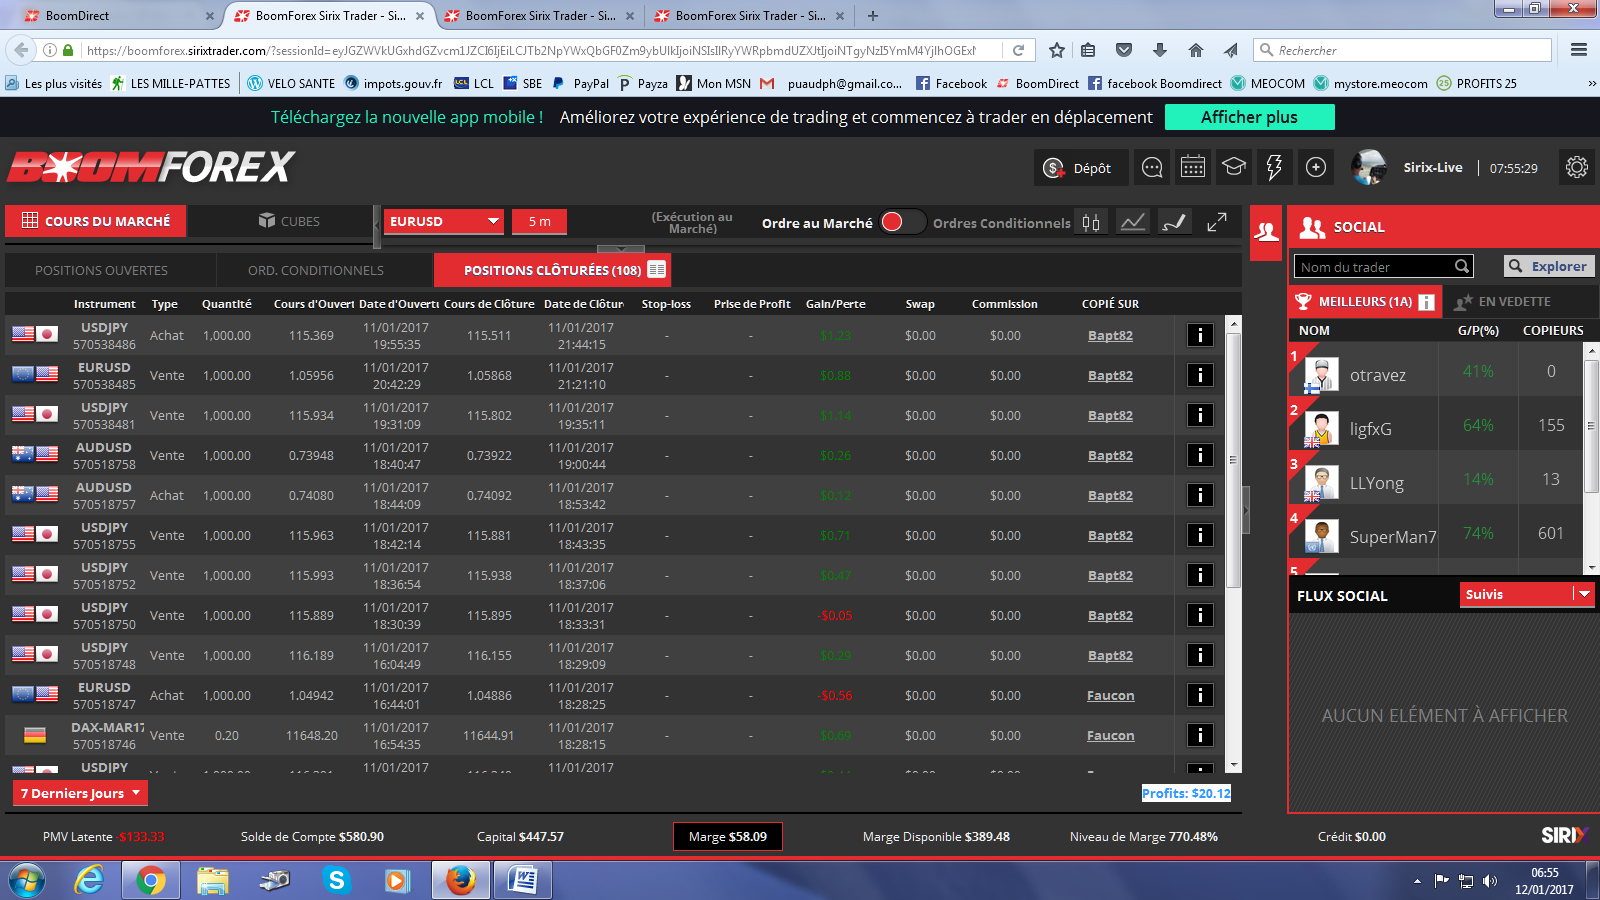 BoomDirect
BoomForex Sirix Trader - Si...
BoomForex Sirix Trader - Si...
BoomForex Sirix Trader - Si...
Rechercher
Les plus visités
LES MILLE-PATTES
VELO SANTE
impots.gouv.fr
LCL
SBE
PayPal
Payza
Mon MSN
puaudph@gmail.co...
Facebook
BoomDirect
facebook Boomdirect
MEOCOM
mystore.meocom
PROFITS 25
Téléchargez la nouvelle app mobile ! Améliorez votre expérience de trading et commencez à trader en déplacement
Afficher plus
BOOMFOREX
Dépôt
Sirix-Live
07:55:29
COURS DU MARCHÉ
CUBES
EURUSD
5 m
(Exécution au
Marché)
Ordre au Marché
Ordres Conditionnels
POSITIONS OUVERTES
ORD. CONDITIONNELS
POSITIONS CLÔTURÉES (108)
Instrument Type Quantité Cours d'Ouvert Date d'Ouvertu Cours de Clôture Date de Clôture Stop-loss Prise de Profit Gain/Perte Swap Commission COPIÉ SUR
USDJPY 570538486 Achat 1,000.00 115.369 11/01/2017 19:55:35 115.511 11/01/2017 21:44:15 - - $1.23 $0.00 $0.00 Bapt82
EURUSD 570538485 Vente 1,000.00 1.05956 11/01/2017 20:42:29 1.05868 11/01/2017 21:21:10 - - $0.88 $0.00 $0.00 Bapt82
USDJPY 570538481 Vente 1,000.00 115.934 11/01/2017 19:31:09 115.802 11/01/2017 19:35:11 - - $1.14 $0.00 $0.00 Bapt82
AUDUSD 570518758 Vente 1,000.00 0.73948 11/01/2017 18:40:47 0.73922 11/01/2017 19:00:44 - - $0.26 $0.00 $0.00 Bapt82
AUDUSD 570518757 Achat 1,000.00 0.74080 11/01/2017 18:44:09 0.74092 11/01/2017 18:53:42 - - $0.12 $0.00 $0.00 Bapt82
USDJPY 570518755 Vente 1,000.00 115.963 11/01/2017 18:42:14 115.881 11/01/2017 18:43:35 - - $0.71 $0.00 $0.00 Bapt82
USDJPY 570518752 Vente 1,000.00 115.993 11/01/2017 18:36:54 115.938 11/01/2017 18:37:06 - - $0.47 $0.00 $0.00 Bapt82
USDJPY 570518750 Vente 1,000.00 115.889 11/01/2017 18:30:39 115.895 11/01/2017 18:33:31 - - -$0.05 $0.00 $0.00 Bapt82
USDJPY 570518748 Vente 1,000.00 116.189 11/01/2017 16:04:49 116.155 11/01/2017 18:29:09 - - $0.29 $0.00 $0.00 Bapt82
EURUSD 570518747 Achat 1,000.00 1.04942 11/01/2017 16:44:01 1.04886 11/01/2017 18:28:25 - - -$0.56 $0.00 $0.00 Faucon
DAX-MAR17 570518746 Vente 0.20 11648.20 11/01/2017 16:54:35 11644.91 11/01/2017 18:28:15 - - $0.69 $0.00 $0.00 Faucon
USDJPY 11/01/2017 11/01/2017
7 Derniers Jours
Profits: $20.12
SOCIAL
Nom du trader
Explorer
MEILLEURS (1A)
EN VEDETTE
NOM G/P(%) COPIEURS
1 otravez 41% 0
2 ligfxG 64% 155
3 LLYong 14% 13
4 SuperMan7 74% 601
5
FLUX SOCIAL
Suivis
AUCUN ELÉMENT À AFFICHER
PMV Latente -$133.33
Solde de Compte $580.90
Capital $447.57
Marge $58.09
Marge Disponible $389.48
Niveau de Marge 770.48%
Crédit $0.00
SIRIX
06:55
12/01/2017